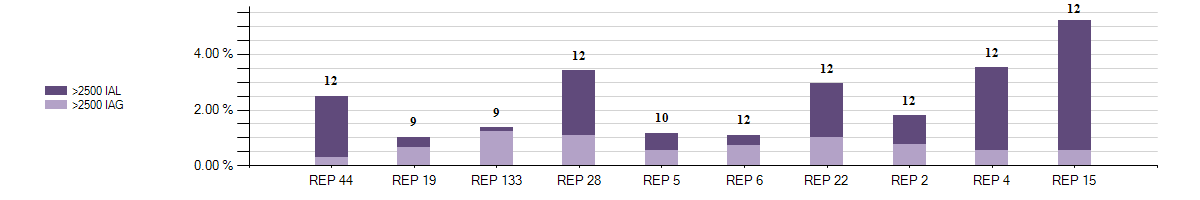 12
12
12
12
12
4.00 %
12
>2500 IAL
>2500 IAG
9
9
10
12
2.00 %
0.00 %
REP 44
REP 19
REP 133
REP 28
REP 5
REP 6
REP 22
REP 2
REP 4
REP 15